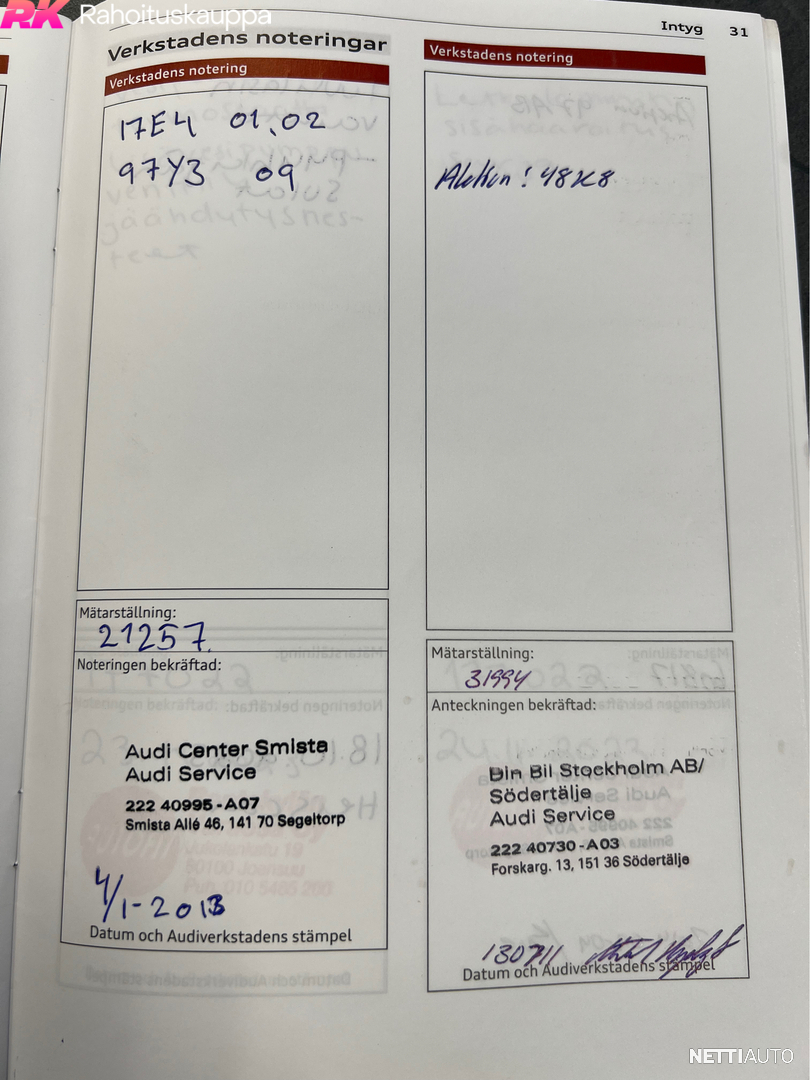 RK Rahoituskauppa
Intyg 31
Verkstadens noteringar
Verkstadens notering
17E4 01.02
97Y3 09
Mätarställning:
21257.
Noteringen bekräftad:
Audi Center Smista
Audi Service
222 40995-A07
Smista Allé 46, 141 70 Segeltorp
4/1-2013
Datum och Audiverkstadens stämpel
Verkstadens notering
Aktion! 48K8
Mätarställning:
31994
Anteckningen bekräftad:
Din Bil Stockholm AB/
Södertälje
Audi Service
222 40730-A03
Forskarg. 13, 151 36 Södertälje
130711
Datum och Audiverkstadens stämpel
NETTIAUTO